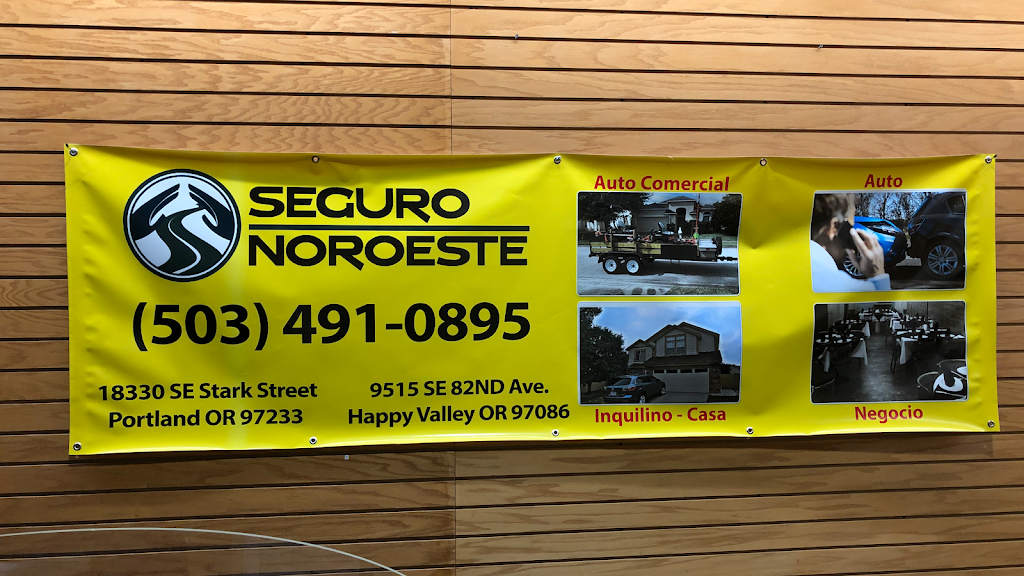 SEGURO
NOROESTE
(503) 491-0895
18330 SE Stark Street
Portland OR 97233
9515 SE 82ND Ave.
Happy Valley OR 97086
Auto Comercial
Auto
Inquilino - Casa
Negocio